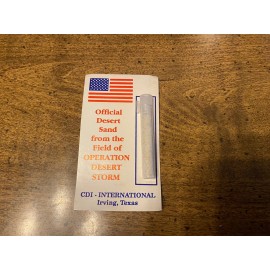 Official
Desert
Sand
from the
Field of
OPERATION
DESERT
STORM
CDI - INTERNATIONAL
Irving, Texas